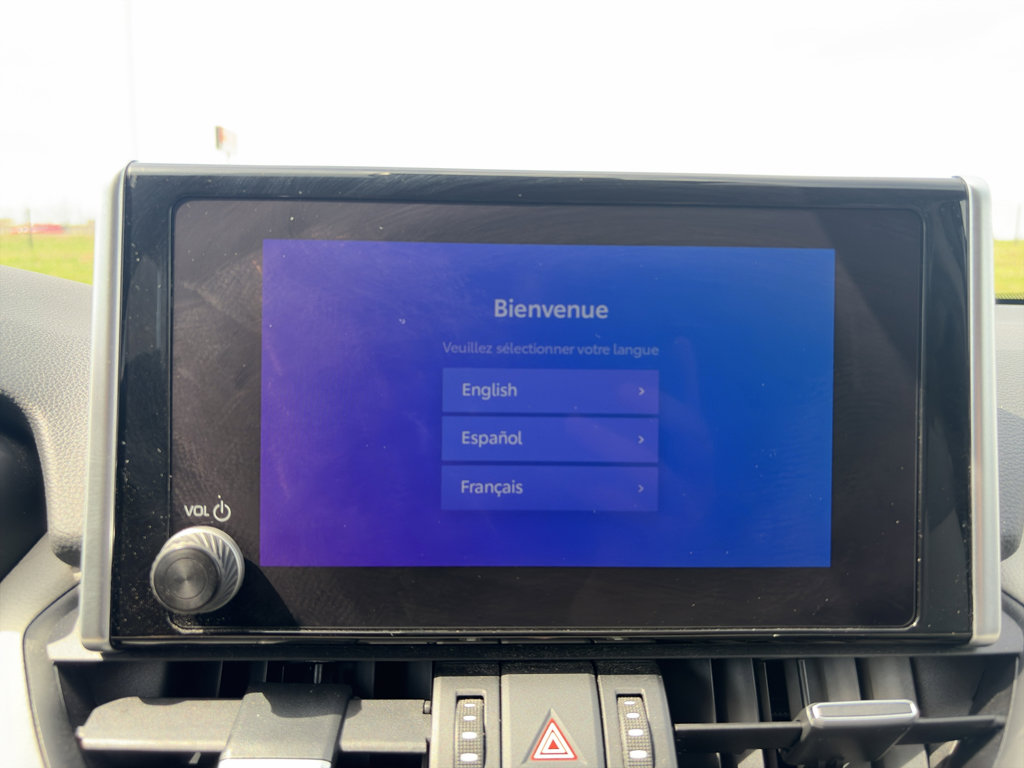 Bienvenue
Veuillez sélectionner votre langue
English
Español
Français
VOL